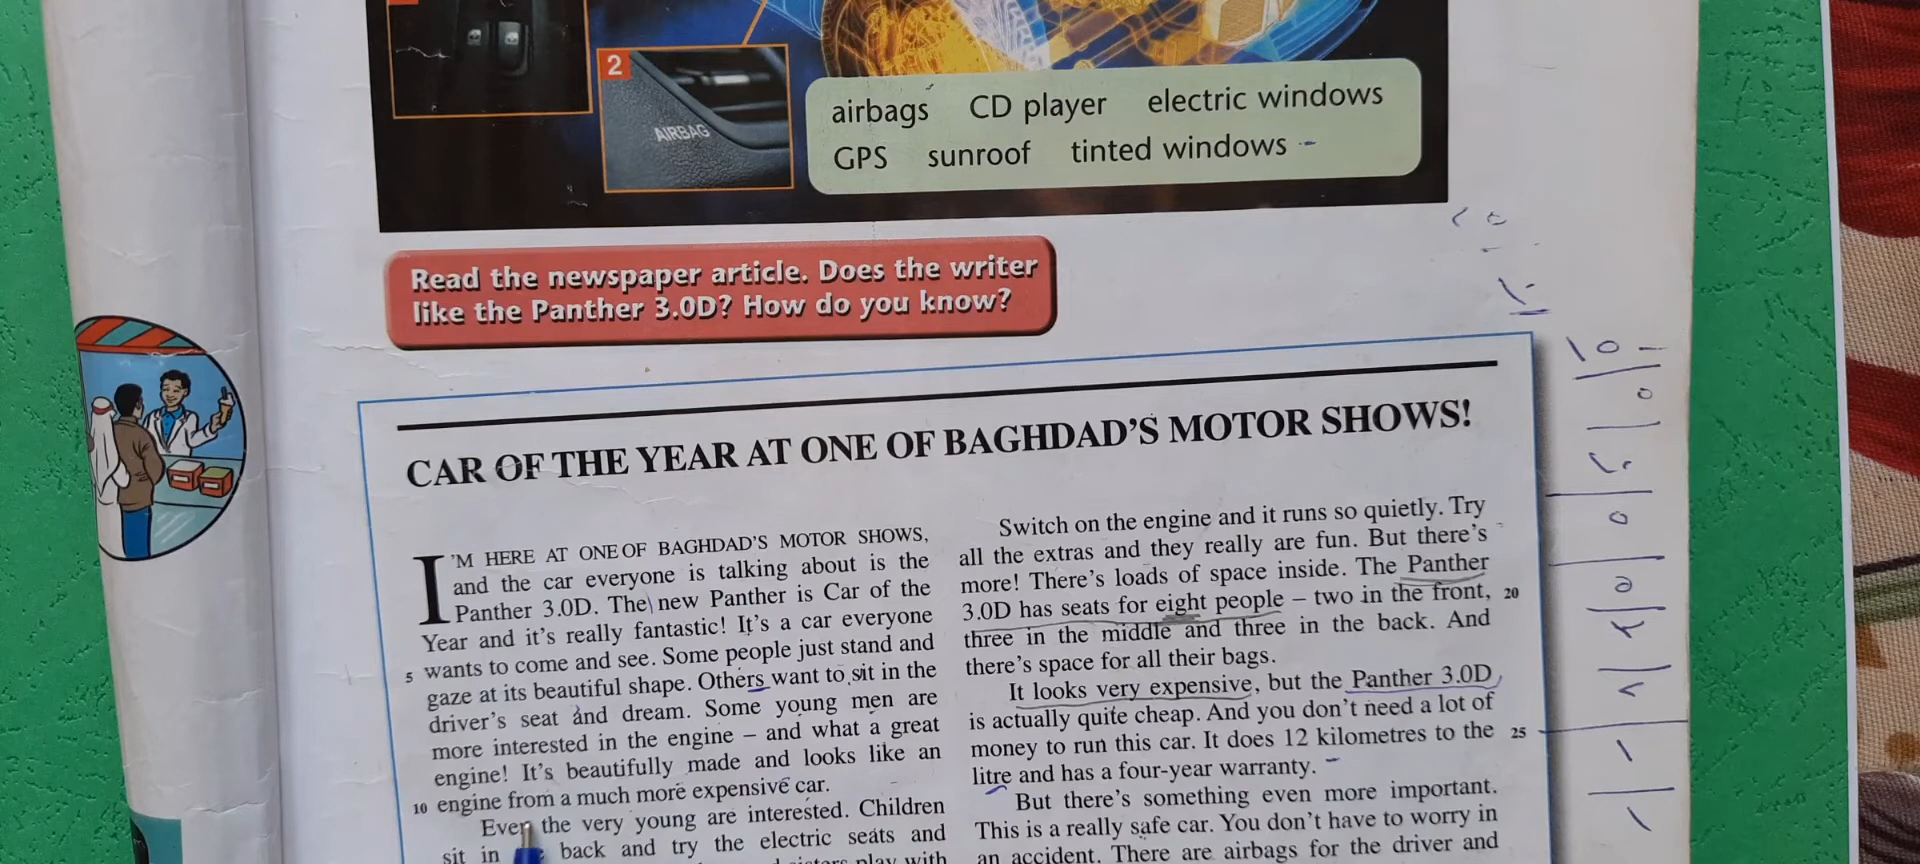 2
AIRBAG
airbags CD player electric windows
GPS sunroof tinted windows
Read the newspaper article. Does the writer
like the Panther 3.0D? How do you know?
CAR OF THE YEAR AT ONE OF BAGHDAD'S MOTOR SHOWS!
I'M HERE AT ONE OF BAGHDAD'S MOTOR SHOWS,
and the car everyone is talking about is the
Panther 3.0D. The new Panther is Car of the
Year and it's really fantastic! It's a car everyone
5 wants to come and see. Some people just stand and
gaze at its beautiful shape. Others want to sit in the
driver's seat and dream. Some young men are
more interested in the engine – and what a great
engine! It's beautifully made and looks like an
10 engine from a much more expensive car.
Even the very young are interested. Children
sit in back and try the electric seats and
play with
Switch on the engine and it runs so quietly. Try
all the extras and they really are fun. But there's
more! There's loads of space inside. The Panther
3.0D has seats for eight people – two in the front, 20
three in the middle and three in the back. And
there's space for all their bags.
It looks very expensive, but the Panther 3.0D
is actually quite cheap. And you don't need a lot of
money to run this car. It does 12 kilometres to the 25
litre and has a four-year warranty.
But there's something even more important.
This is a really safe car. You don't have to worry in
an accident. There are airbags for the driver and